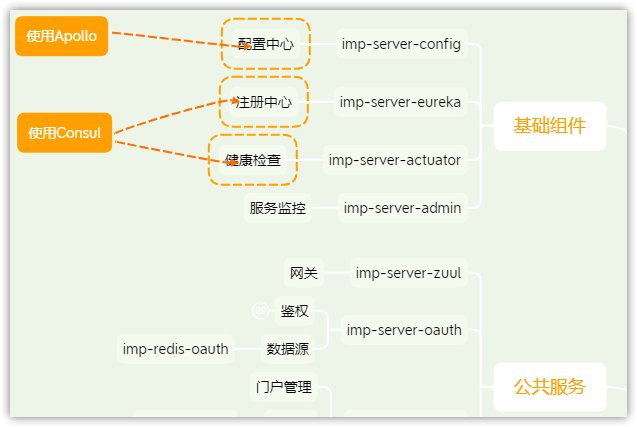 使用Apollo
配置中心
imp-server-config
注册中心
imp-server-eureka
使用Consul
基础组件
健康检查
imp-server-actuator
服务监控
imp-server-admin
网关
imp-server-zuul
29
鉴权
imp-server-oauth
imp-redis-oauth
数据源
门户管理
公共服务